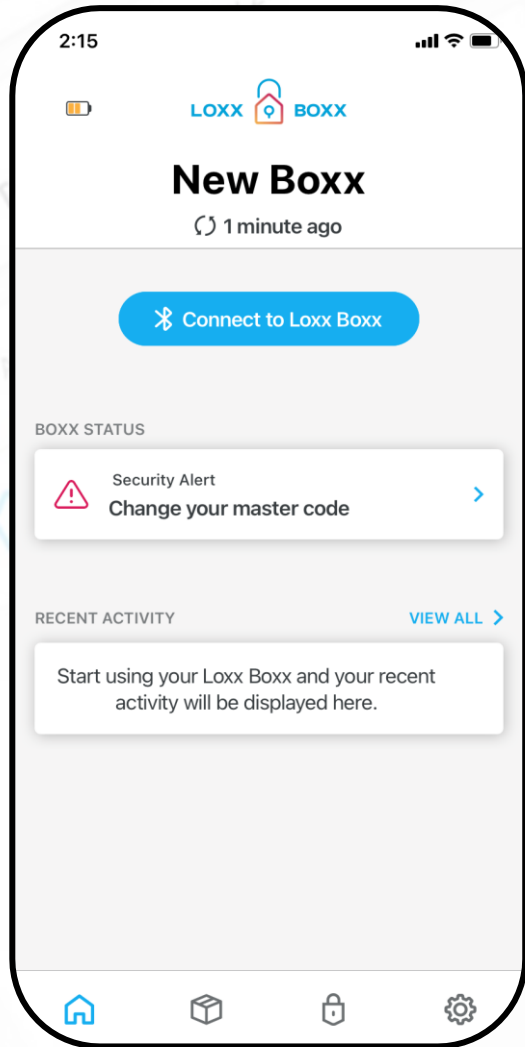 2:15
LOXX BOXX
New Boxx
1 minute ago
Connect to Loxx Boxx
BOXX STATUS
Security Alert
Change your master code
RECENT ACTIVITY
VIEW ALL
Start using your Loxx Boxx and your recent
activity will be displayed here.